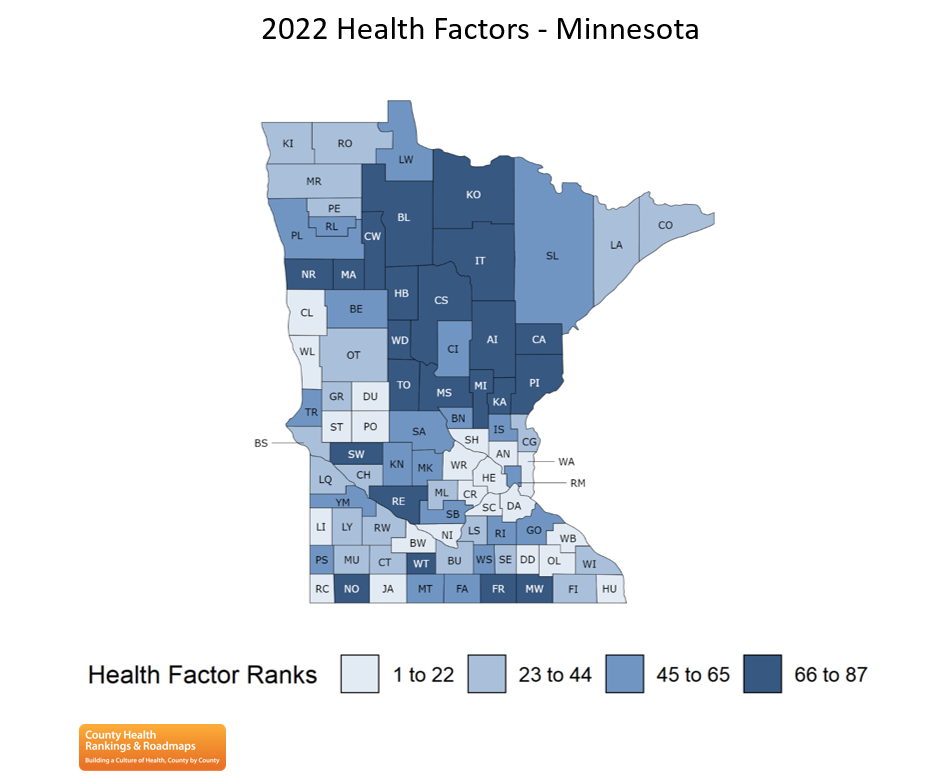 2022 Health Factors - Minnesota
KI RO
LW
MR
KO
PE
BL
RL
CO
PL CW
LA
SL
IT
NR MA
HB
CS
BE
CL
WD AI CA
CI
WL
OT
TO MI PI
MS
GR DU
KA
TR
BN
ST PO SA IS
SH CG
BS
SW AN
WA
KN MK WR
CH HE
LQ
RM
ML CR
YM RE
SC DA
SB
LI LY RW
LS RI GO
NI
BW
WB
PS MU CT WT BU WS SE DD OL WI
RC NO JA MT FA FR MW FI HU
Health Factor Ranks 1 to 22 23 to 44 45 to 65 66 to 87
County Health
Rankings & Roadmaps
Building a Culture of Health, County by County